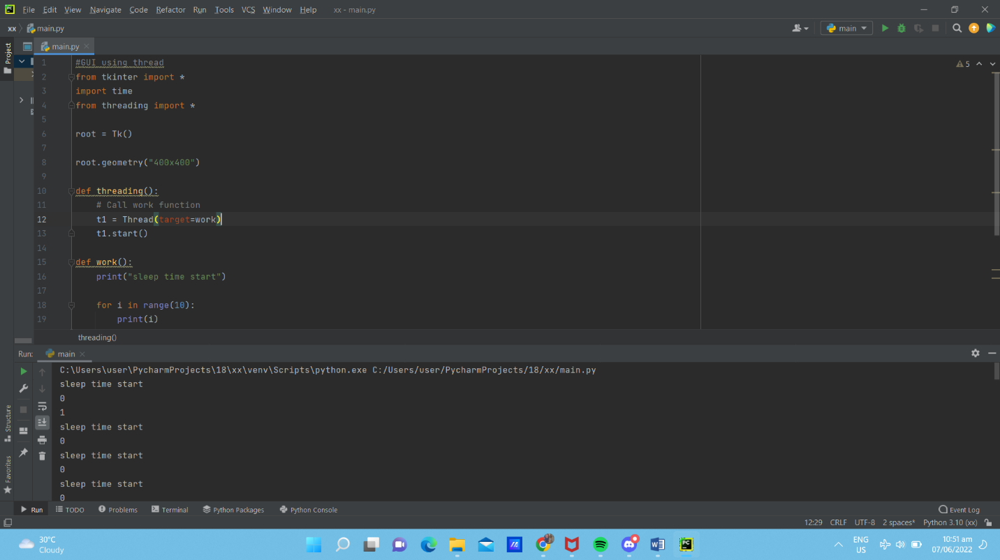 File Edit View Navigate Code Refactor Run Tools VCS Window Help xx - main.py
xx main.py main
Project
main.py
5
1 #GUI using thread
2 from tkinter import *
3 import time
4 from threading import *
5
6 root = Tk()
7
8 root.geometry("400x400")
9
10 def threading():
11 # Call work function
12 t1 = Thread(target=work)
13 t1.start()
14
15 def work():
16 print("sleep time start")
17
18 for i in range(10):
19 print(i)
threading()
Run: main
C:\Users\user\PycharmProjects\18\xx\venv\Scripts\python.exe C:/Users/user/PycharmProjects/18/xx/main.py
sleep time start
0
1
sleep time start
0
sleep time start
0
sleep time start
0
Structure
Favorites
Run TODO Problems Terminal Python Packages Python Console Event Log
12:29 CRLF UTF-8 2 spaces* Python 3.10 (xx)
30°C
Cloudy
ENG
US
10:51 am
07/06/2022